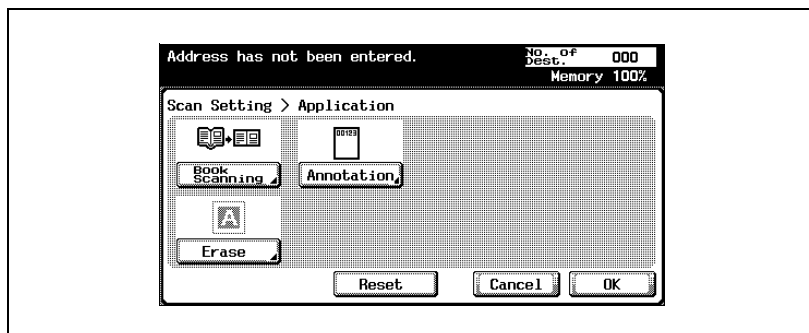 Address has not been entered.
No. of Dest. 000
Memory 100%
Scan Setting > Application
00123
Book Scanning
Annotation
A
Erase
Reset
Cancel
OK